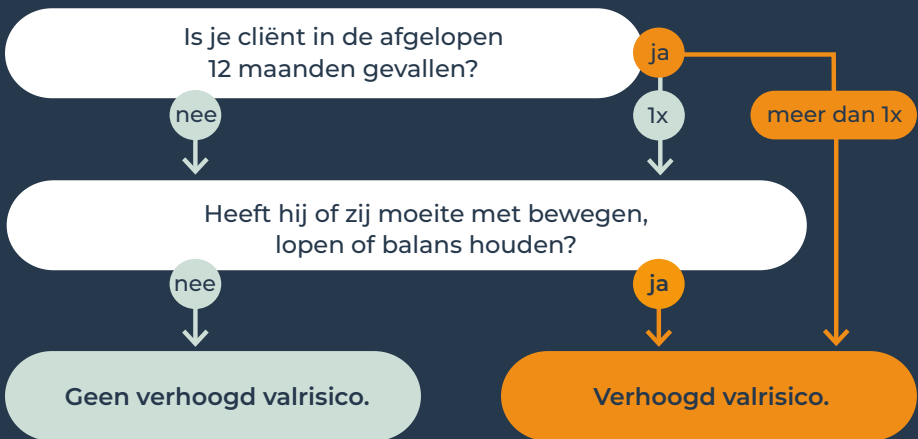 Is je cliënt in de afgelopen
12 maanden gevallen?
ja
nee
1x
meer dan 1x
Heeft hij of zij moeite met bewegen,
lopen of balans houden?
nee
ja
Geen verhoogd valrisico.
Verhoogd valrisico.